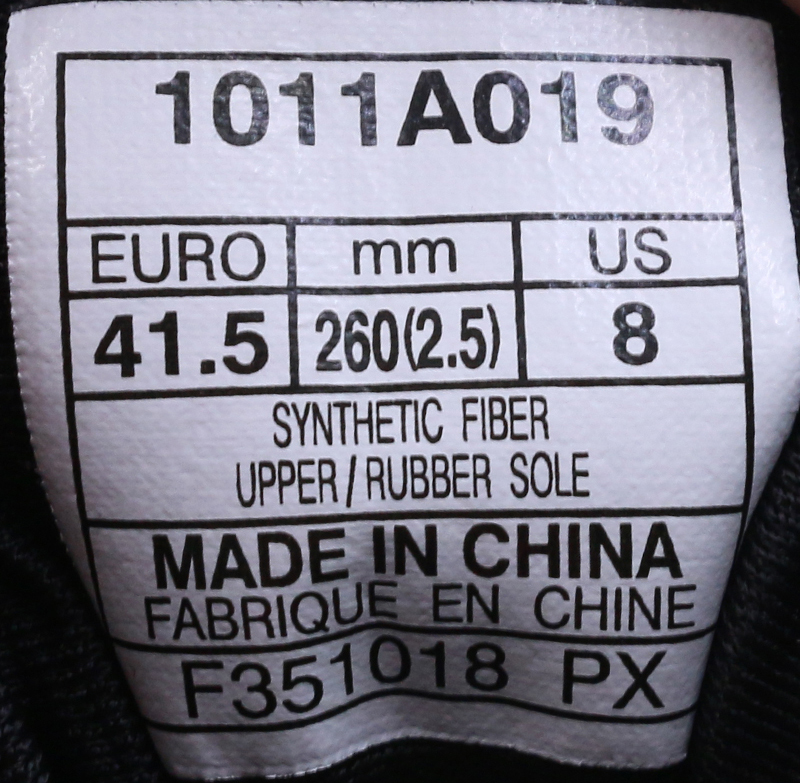 1011A019
EURO mm US
41.5 260(2.5) 8
SYNTHETIC FIBER
UPPER/RUBBER SOLE
MADE IN CHINA
FABRIQUE EN CHINE
F351018 PX